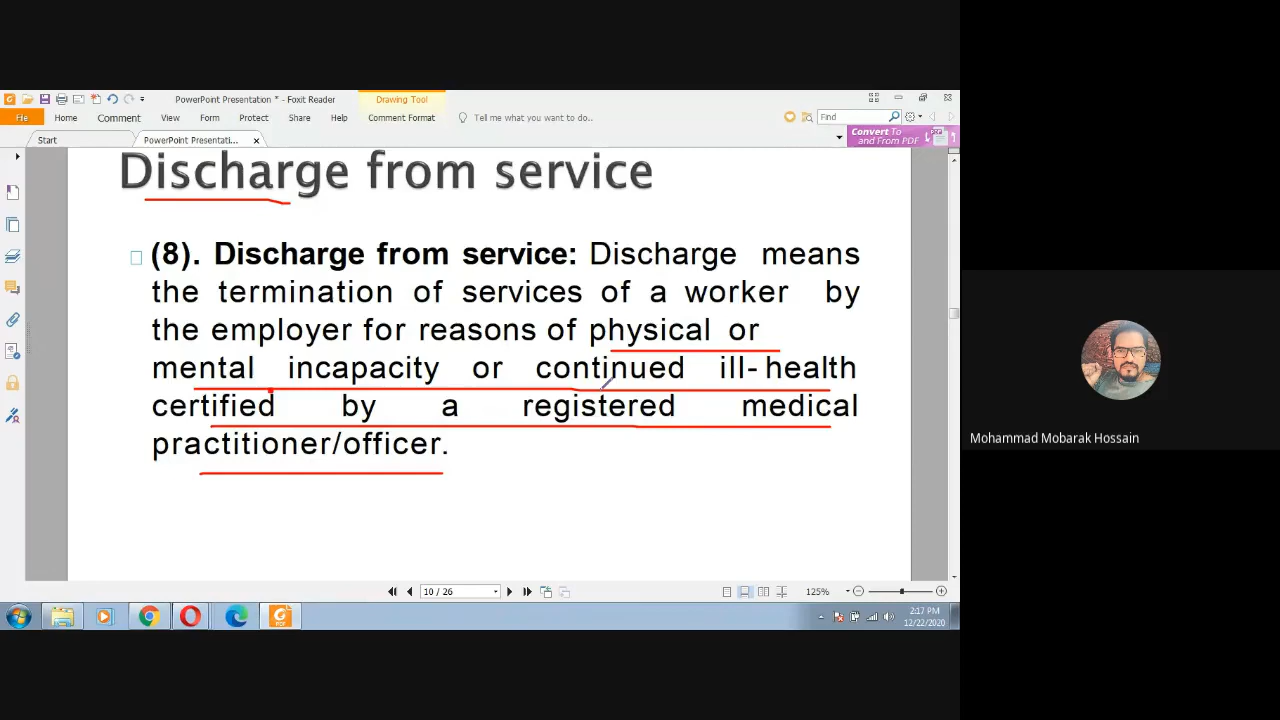 PowerPoint Presentation * - Foxit Reader
Drawing Tool
File Home Comment View Form Protect Share Help Comment Format Tell me what you want to do.. Find
Start PowerPoint Presentati... Convert To and From PDF
Discharge from service
(8). Discharge from service: Discharge means
the termination of services of a worker by
the employer for reasons of physical or
mental incapacity or continued ill- health
certified by a registered medical
practitioner/officer.
Mohammad Mobarak Hossain
10 / 26 125%
2:17 PM
12/22/2020